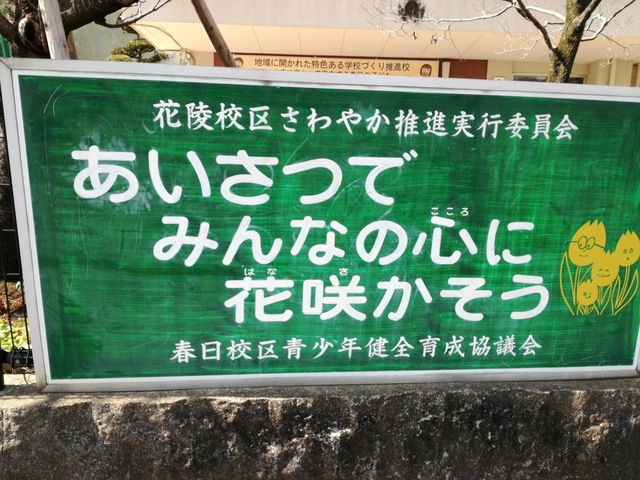 地域に開かれた特色ある学校づくり推進校
花陵校区さわやか推進実行委員会
あいさつで
みんなの心に
こころ
花咲かそう
はな さ
春日校区青少年健全育成協議会